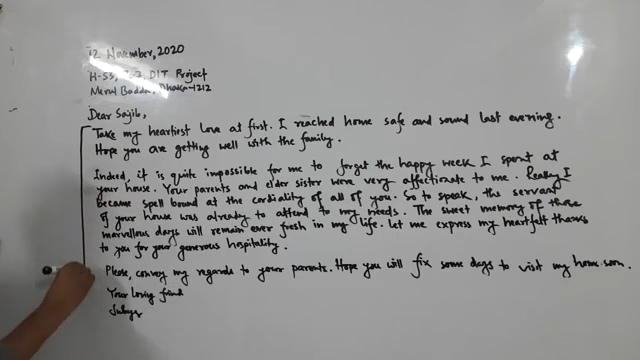 12 November, 2020
H-53, DIT Project
Merul Badda, Dhaka-1212
Dear Sajib,
Take my heartiest love at first. I reached home safe and sound last evening.
Hope you are getting well with the family.
Indeed, it is quite impossible for me to forget the happy week I spent at
your house. Your parents and elder sister were very affectionate to me. Really I
became spell bound at the cordiality of all of you. So to speak, the servant
of your house was already to attend to my needs. The sweet memory of those
marvellous days will remain ever fresh in my life. Let me express my heartfelt thanks
to you for your generous hospitality.
Please, convey my regards to your parents. Hope you will fix some days to visit my home soon.
Your loving friend